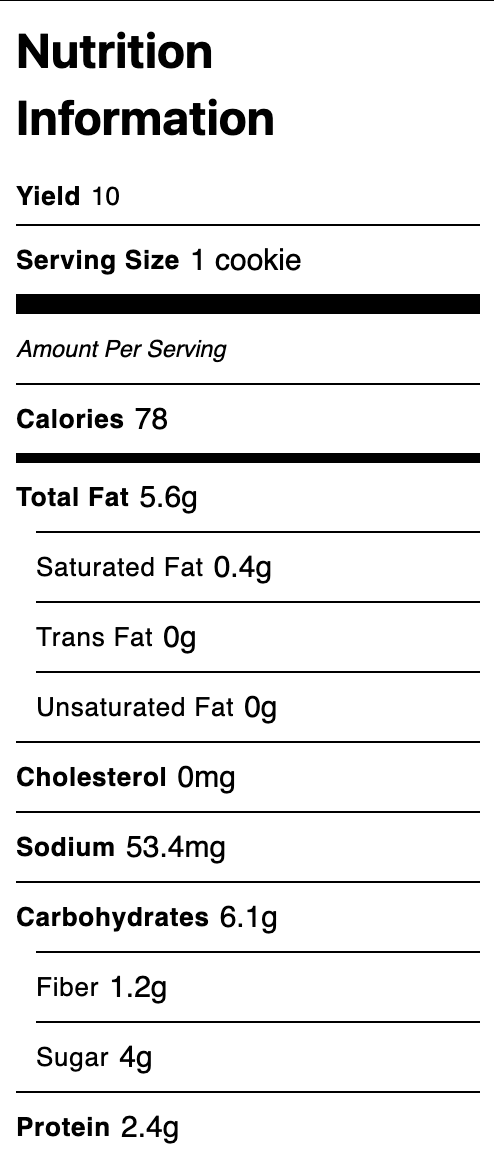 Nutrition
Information
Yield 10
Serving Size 1 cookie
Amount Per Serving
Calories 78
Total Fat 5.6g
Saturated Fat 0.4g
Trans Fat 0g
Unsaturated Fat 0g
Cholesterol 0mg
Sodium 53.4mg
Carbohydrates 6.1g
Fiber 1.2g
Sugar 4g
Protein 2.4g